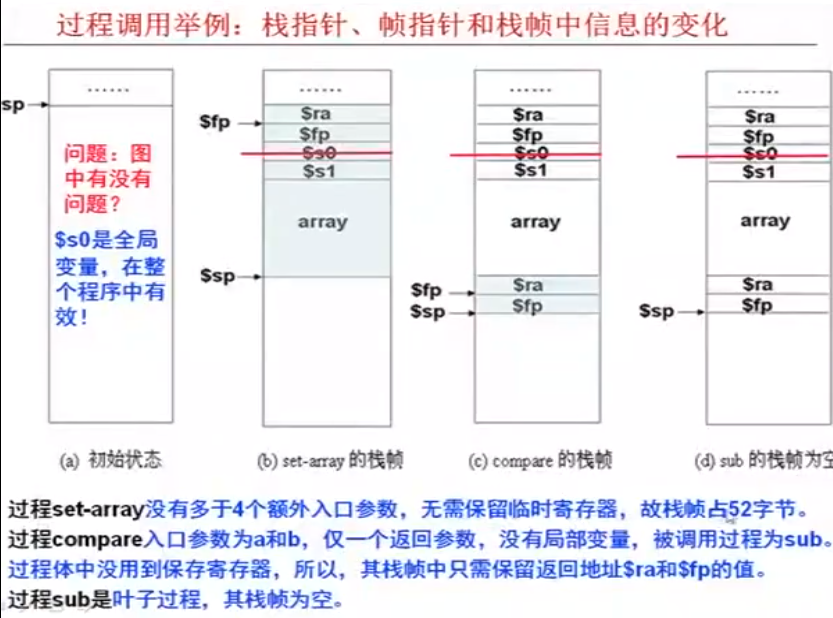 过程调用举例：栈指针、帧指针和栈帧中信息的变化
sp
······
问题：图
中有没有
问题？
$s0是全局
变量，在整
个程序中有
效！
(a) 初始状态
······
$fp
$ra
$fp
$s0
$s1
array
$sp
(b) set-array 的栈帧
······
$ra
$fp
$s0
$s1
array
$fp
$ra
$sp
$fp
(c) compare 的栈帧
······
$ra
$fp
$s0
$s1
array
$ra
$sp
$fp
(d) sub 的栈帧为空
过程set-array没有多于4个额外入口参数，无需保留临时寄存器，故栈帧占52字节。
过程compare入口参数为a和b，仅一个返回参数，没有局部变量，被调用过程为sub。
过程体中没用到保存寄存器，所以，其栈帧中只需保留返回地址$ra和$fp的值。
过程sub是叶子过程，其栈帧为空。